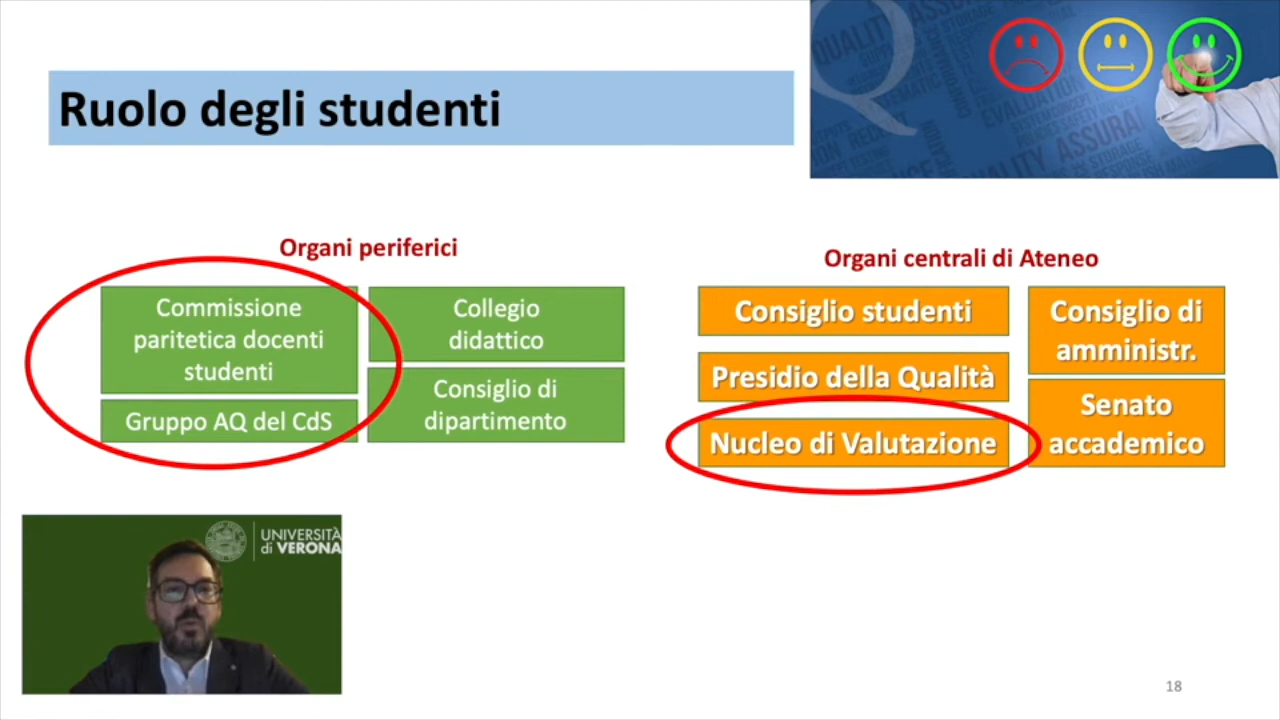 Ruolo degli studenti
Organi periferici
Commissione
paritetica docenti
studenti
Gruppo AQ del CdS
Collegio
didattico
Consiglio di
dipartimento
Organi centrali di Ateneo
Consiglio studenti
Presidio della Qualità
Nucleo di Valutazione
Consiglio di
amministr.
Senato
accademico
QUALITY ASSURA
UNIVERSITÀ
di VERONA
18